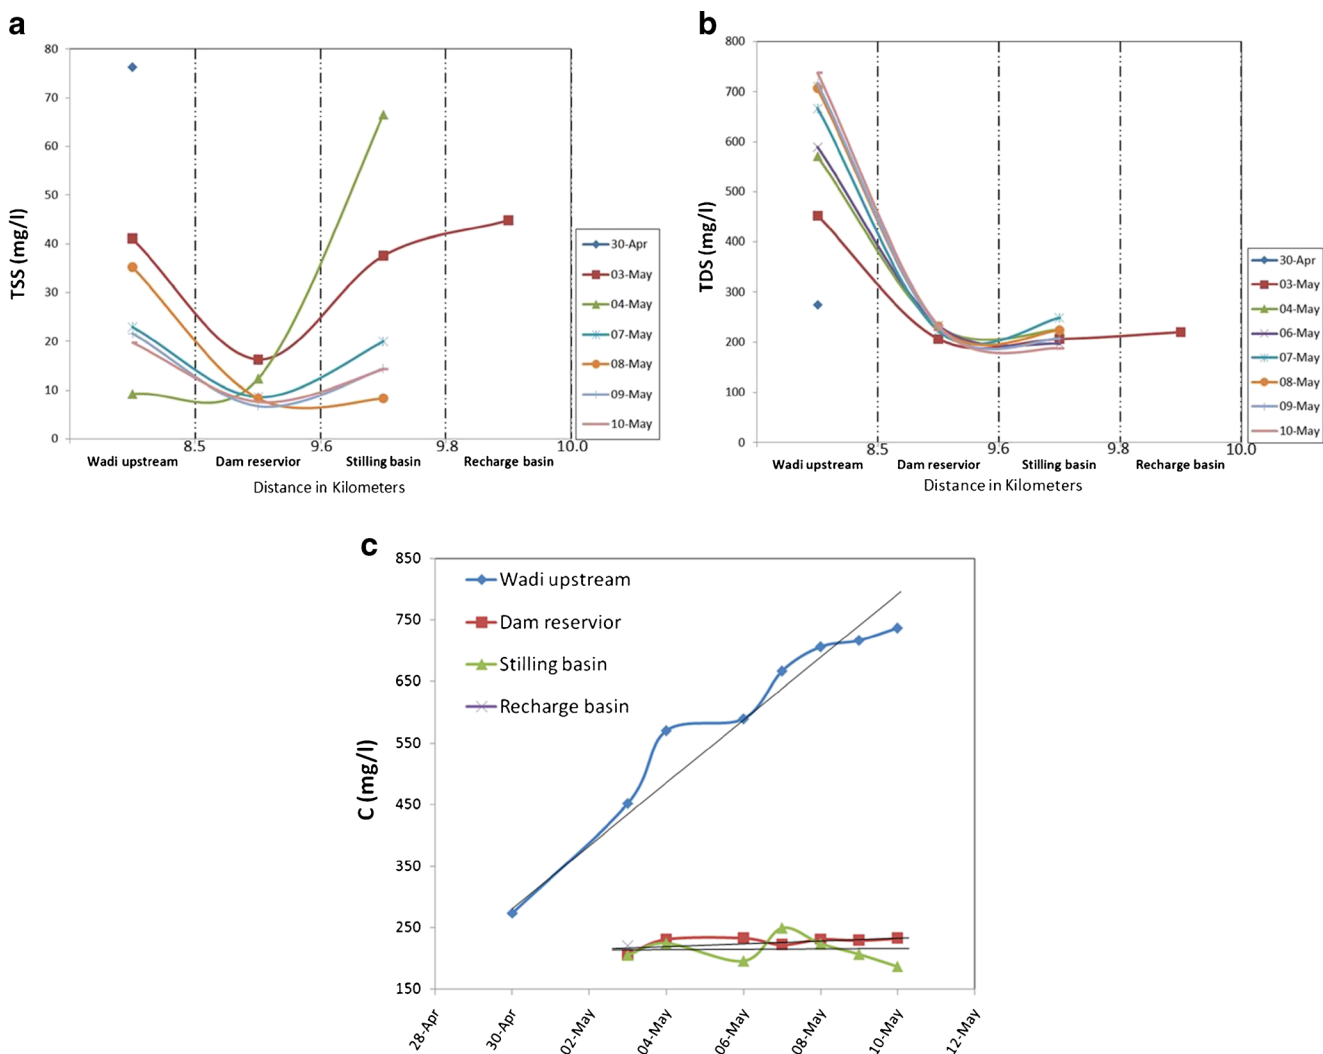 a
80
70
60
50
40
30
20
10
0
TSS (mg/l)
8.5
9.6
9.8
10.0
Wadi upstream
Dam reservior
Stilling basin
Recharge basin
Distance in Kilometers
30-Apr
03-May
04-May
07-May
08-May
09-May
10-May
b
800
700
600
500
400
300
200
100
0
TDS (mg/l)
8.5
9.6
9.8
10.0
Wadi upstream
Dam reservior
Stilling basin
Recharge basin
Distance in Kilometers
30-Apr
03-May
04-May
06-May
07-May
08-May
09-May
10-May
c
850
750
650
550
450
350
250
150
C (mg/l)
Wadi upstream
Dam reservior
Stilling basin
Recharge basin
28-Apr
30-Apr
02-May
04-May
06-May
08-May
10-May
12-May